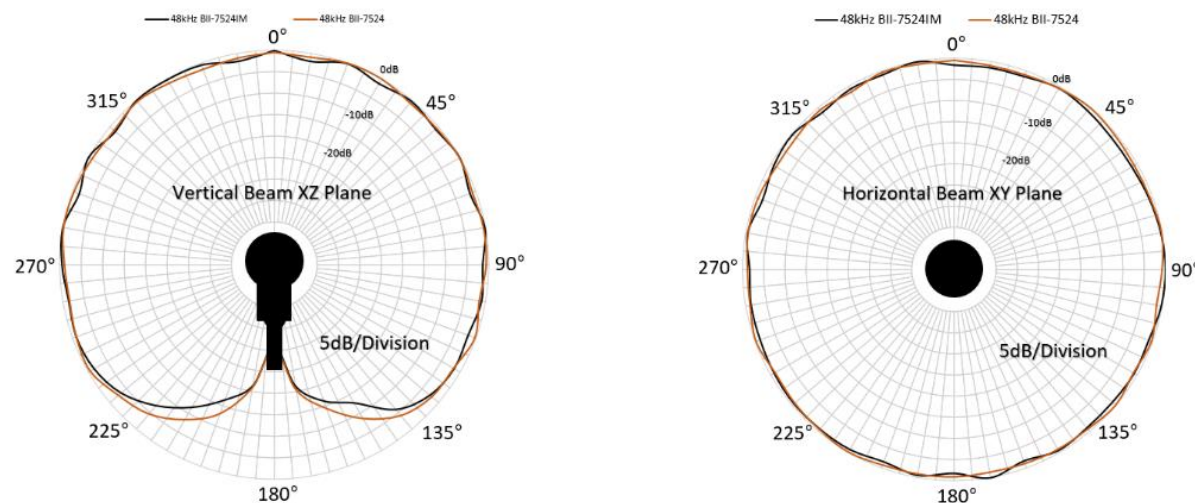 48kHz BII-7524IM 48kHz BII-7524
0°
0dB
315° 45°
-10dB
-20dB
Vertical Beam XZ Plane
270° 90°
5dB/Division
225° 135°
180°
48kHz BII-7524IM 48kHz BII-7524
0°
0dB
315° 45°
-10dB
-20dB
Horizontal Beam XY Plane
270° 90°
5dB/Division
225° 135°
180°